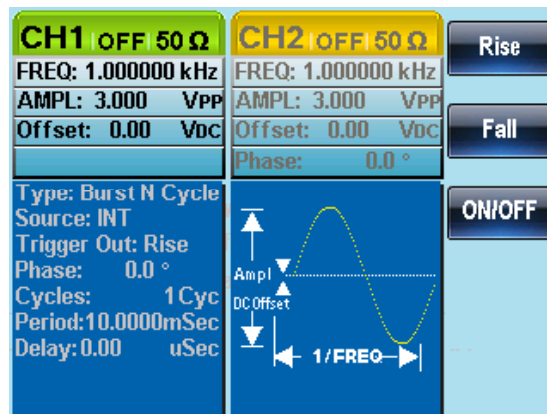 CH1 OFF 50 Ω
FREQ: 1.000000 kHz
AMPL: 3.000 VPP
Offset: 0.00 VDC
CH2 OFF 50 Ω
FREQ: 1.000000 kHz
AMPL: 3.000 VPP
Offset: 0.00 VDC
Phase: 0.0 °
Type: Burst N Cycle
Source: INT
Trigger Out: Rise
Phase: 0.0 °
Cycles: 1Cyc
Period:10.0000mSec
Delay:0.00 uSec
Ampl
DC Offset
1/FREQ
Rise
Fall
ON/OFF